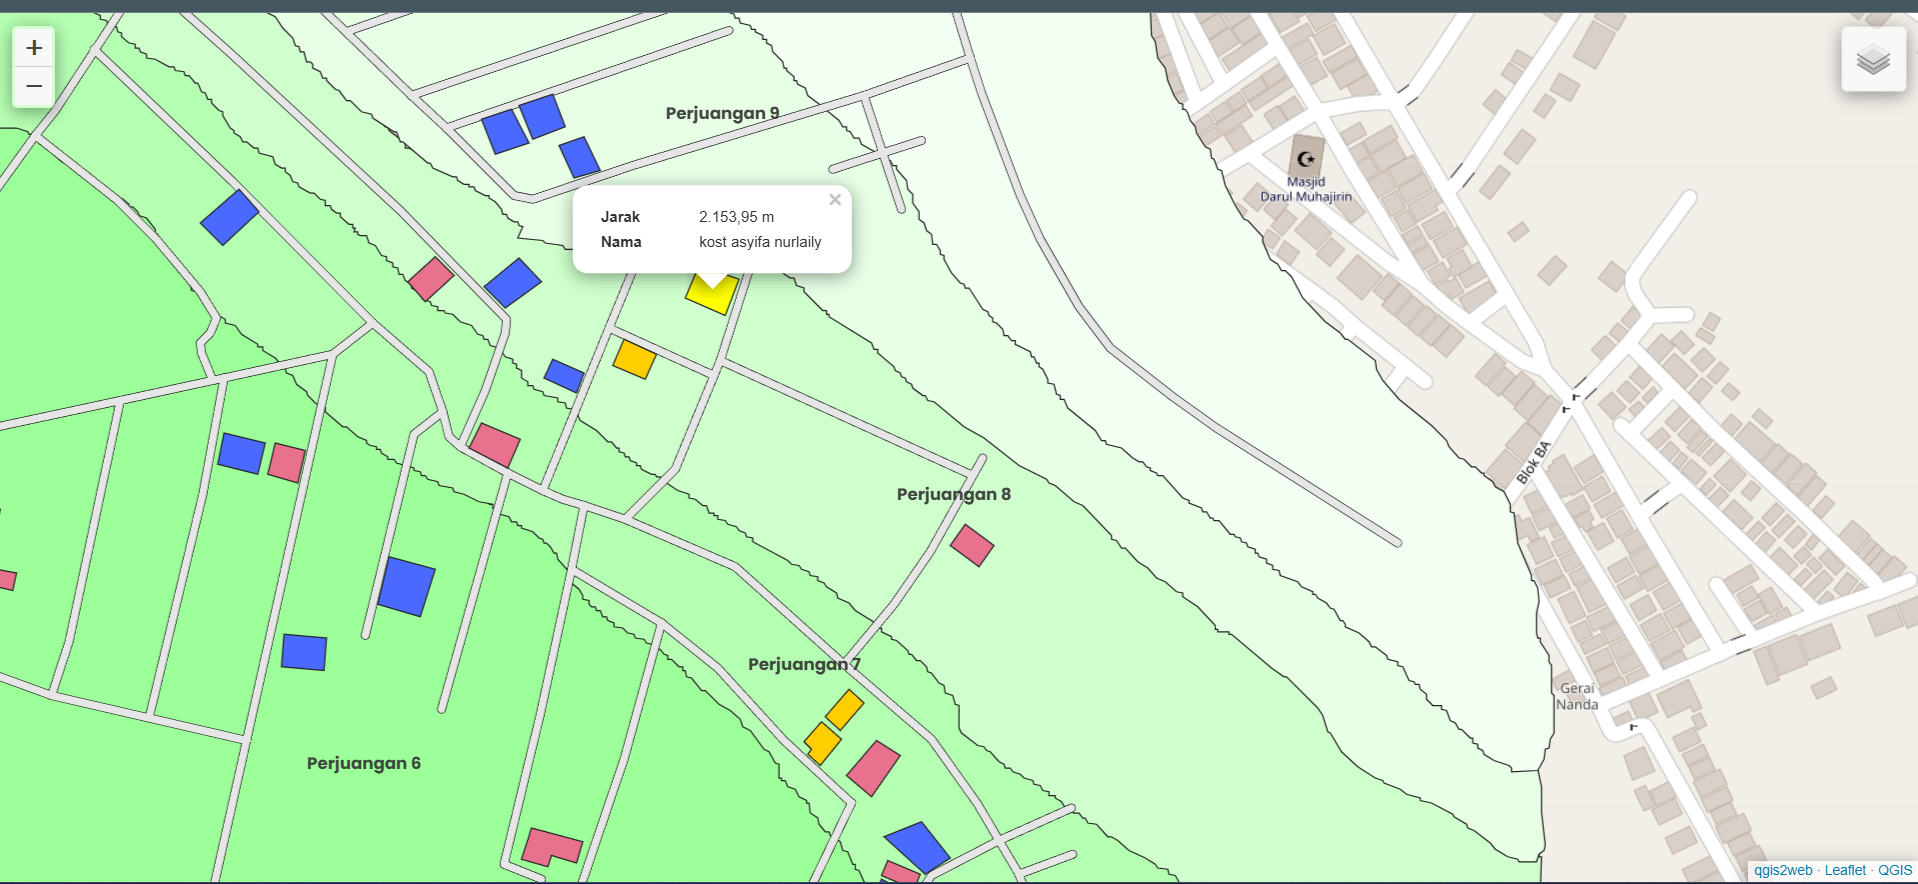 +
−
Perjuangan 9
Masjid
Darul Muhajirin
×
Jarak 2.153,95 m
Nama kost asyifa nurlaily
Blok BA
Perjuangan 8
Perjuangan 7
Gerai
Nanda
Perjuangan 6
qgis2web · Leaflet · QGIS